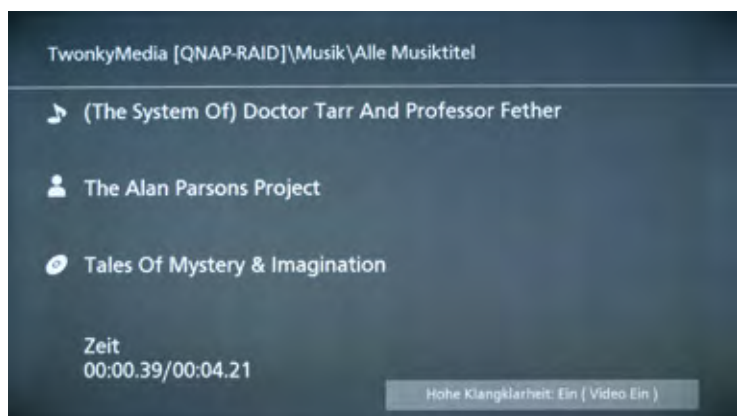 TwonkyMedia [QNAP-RAID]\Musik\Alle Musiktitel
(The System Of) Doctor Tarr And Professor Fether
The Alan Parsons Project
Tales Of Mystery & Imagination
Zeit
00:00.39/00:04.21
Hohe Klangklarheit: Ein ( Video Ein )